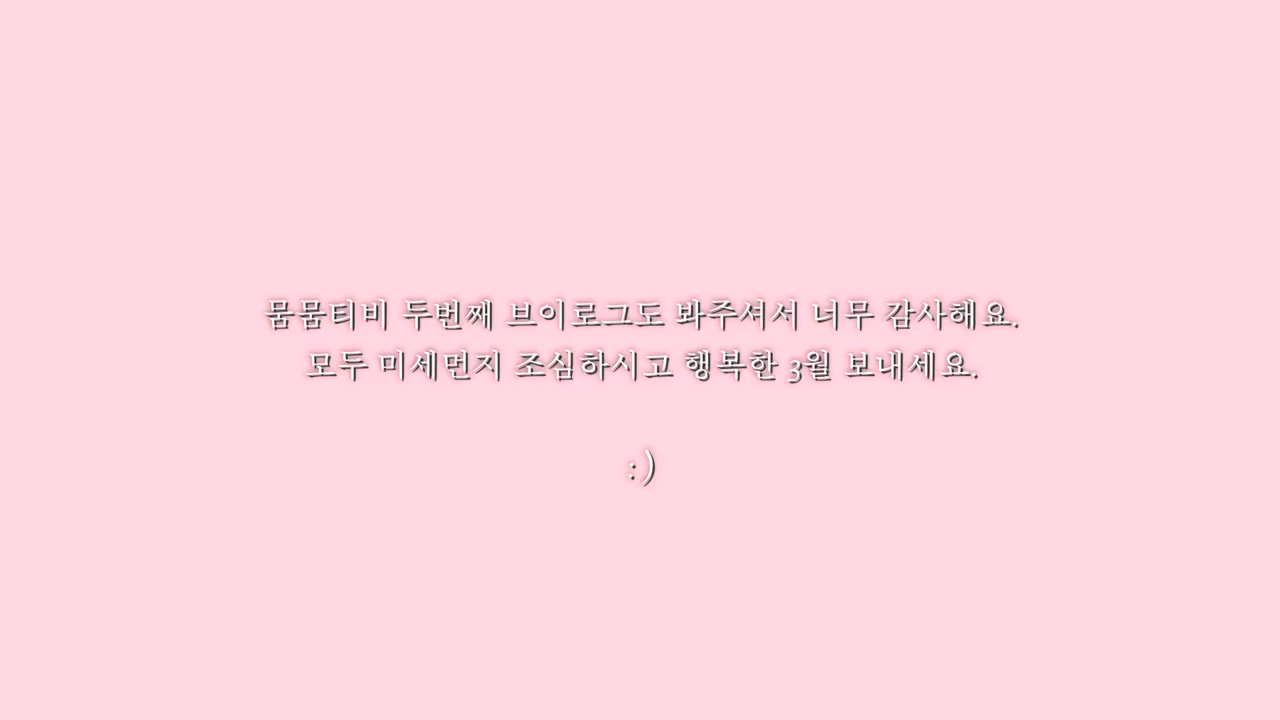 뭄뭄티비 두번째 브이로그도 봐주셔서 너무 감사해요.
모두 미세먼지 조심하시고 행복한 3월 보내세요.
:)